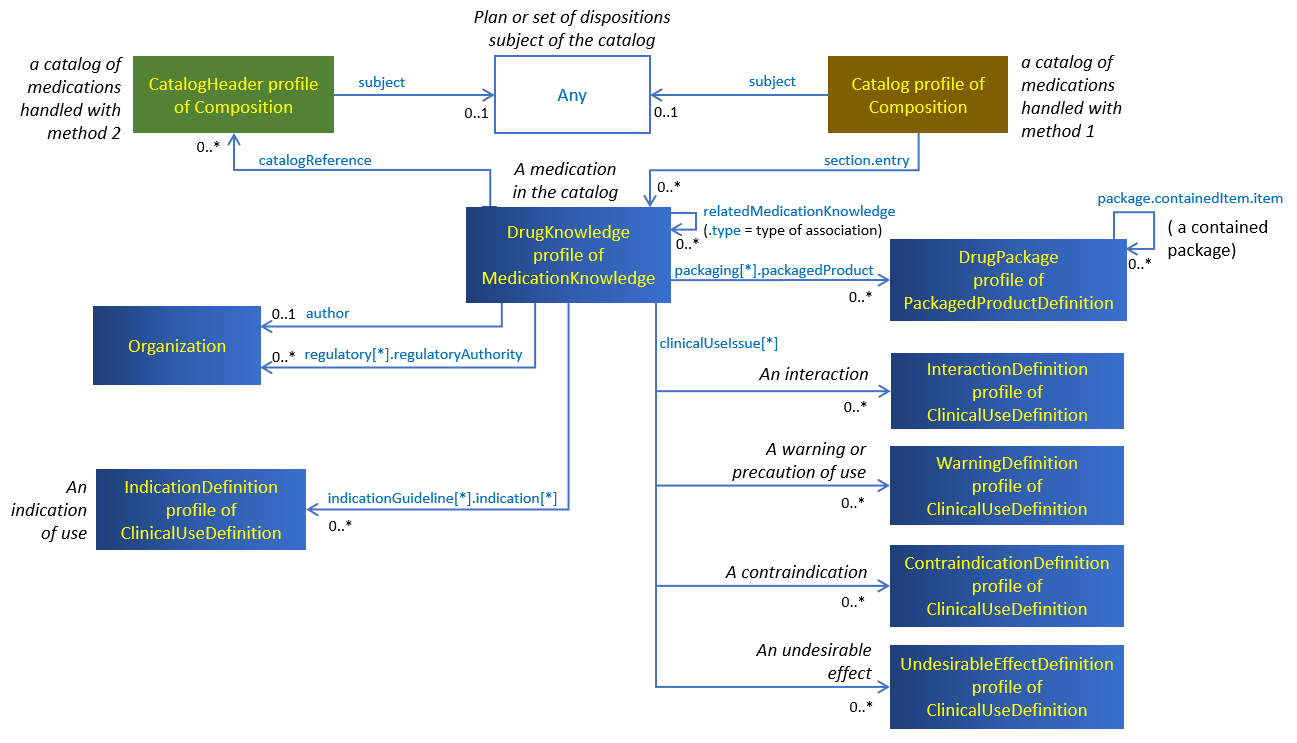 Plan or set of dispositions
subject of the catalog
a catalog of
medications
handled with
method 2
CatalogHeader profile
of Composition
subject
0..1
Any
subject
0..1
Catalog profile of
Composition
a catalog of
medications
handled with
method 1
0..*
catalogReference
A medication
in the catalog
section.entry
0..*
DrugKnowledge
profile of
MedicationKnowledge
relatedMedicationKnowledge
0..*
(.type = type of association)
package.containedItem.item
( a contained
package)
0..*
packaging[*].packagedProduct
0..*
DrugPackage
profile of
PackagedProductDefinition
Organization
0..1
author
0..*
regulatory[*].regulatoryAuthority
clinicalUseIssue[*]
An interaction
0..*
InteractionDefinition
profile of
ClinicalUseDefinition
A warning or
precaution of use
0..*
WarningDefinition
profile of
ClinicalUseDefinition
An
indication
of use
IndicationDefinition
profile of
ClinicalUseDefinition
indicationGuideline[*].indication[*]
0..*
A contraindication
0..*
ContraindicationDefinition
profile of
ClinicalUseDefinition
An undesirable
effect
0..*
UndesirableEffectDefinition
profile of
ClinicalUseDefinition